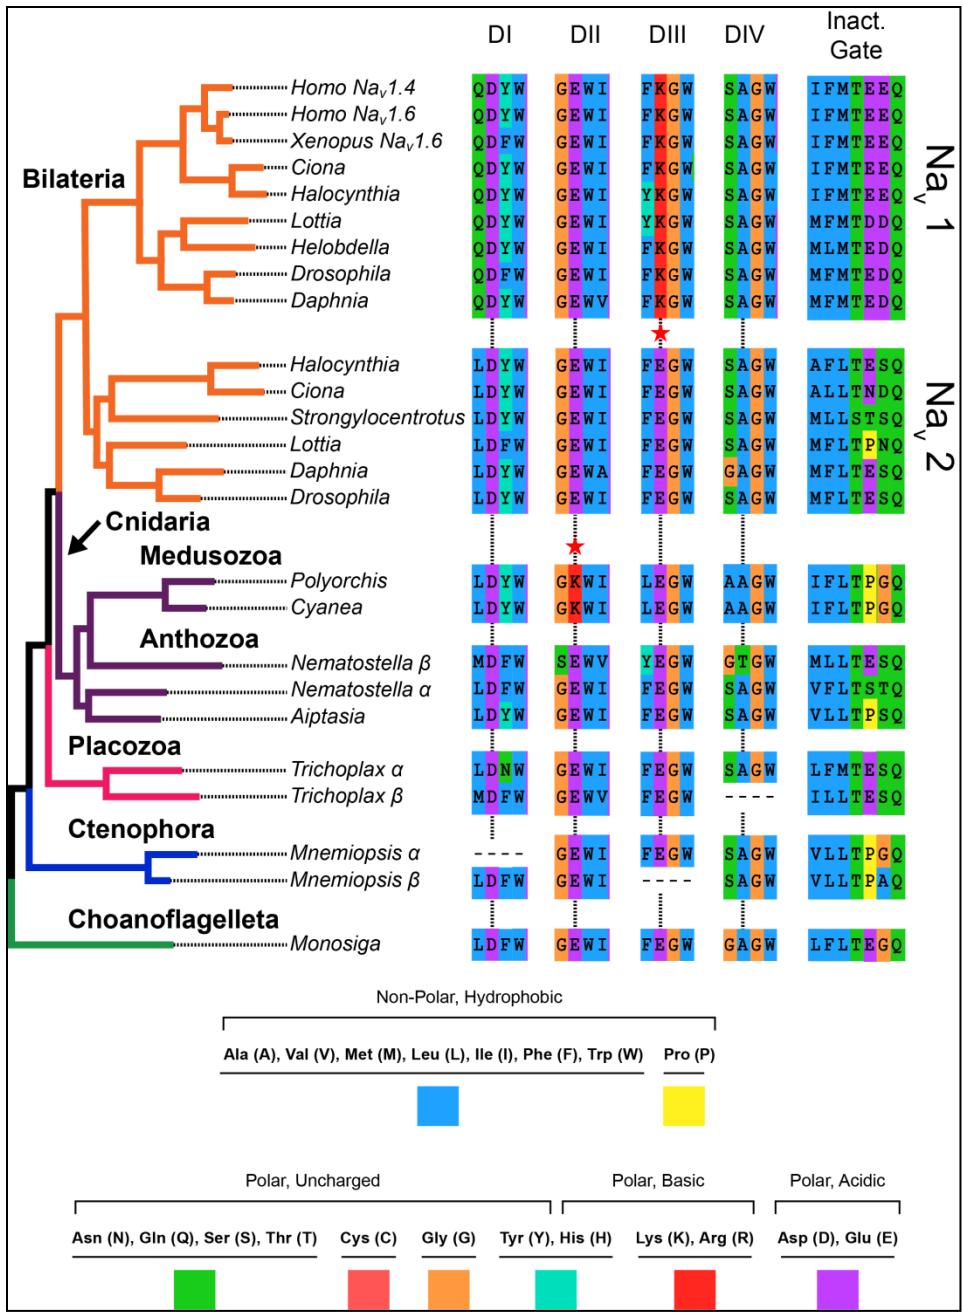 DI DII DIII DIV Inact. Gate
Homo Nav1.4 QDYW GEWI FKGW SAGW IFMTEEQ
Homo Nav1.6 QDYW GEWI FKGW SAGW IFMTEEQ
Xenopus Nav1.6 QDFW GEWI FKGW SAGW IFMTEEQ
Ciona QDYW GEWI FKGW SAGW IFMTEEQ
Bilateria
Halocynthia QDYW GEWI YKGW SAGW IFMTEEQ
Lottia QDYW GEWI YKGW SAGW MFMTDDQ
Helobdella QDYW GEWI FKGW SAGW MLMTEDQ
Drosophila QDFW GEWI FKGW SAGW MFMTEDQ
Daphnia QDYW GEWV FKGW SAGW MFMTEDQ
Nav 1
Halocynthia LDYW GEWI FEGW SAGW AFLTESQ
Ciona LDYW GEWI FEGW SAGW ALLTNDQ
Strongylocentrotus LDYW GEWI FEGW SAGW MLLSTSQ
Lottia LDFW GEWI FEGW SAGW MFLTPNQ
Daphnia LDYW GEWA FEGW GAGW MFLTESQ
Drosophila LDYW GEWI FEGW SAGW MFLTESQ
Nav 2
Cnidaria
Medusozoa
Polyorchis LDYW GKWI LEGW AAGW IFLTPGQ
Cyanea LDYW GKWI LEGW AAGW IFLTPGQ
Anthozoa
Nematostella β MDFW SEWV YEGW GTGW MLLTESQ
Nematostella α LDFW GEWI FEGW SAGW VFLTSTQ
Aiptasia LDYW GEWI FEGW SAGW VLLTPSQ
Placozoa
Trichoplax α LDNW GEWI FEGW SAGW LFMTESQ
Trichoplax β MDFW GEWV FEGW ---- ILLTESQ
Ctenophora
Mnemiopsis α ---- GEWI FEGW SAGW VLLTPGQ
Mnemiopsis β LDFW GEWI ---- SAGW VLLTPAQ
Choanoflagelleta
Monosiga LDFW GEWI FEGW GAGW LFLTEGQ
Non-Polar, Hydrophobic
Ala (A), Val (V), Met (M), Leu (L), Ile (I), Phe (F), Trp (W) Pro (P)
Polar, Uncharged Polar, Basic Polar, Acidic
Asn (N), Gln (Q), Ser (S), Thr (T) Cys (C) Gly (G) Tyr (Y), His (H) Lys (K), Arg (R) Asp (D), Glu (E)